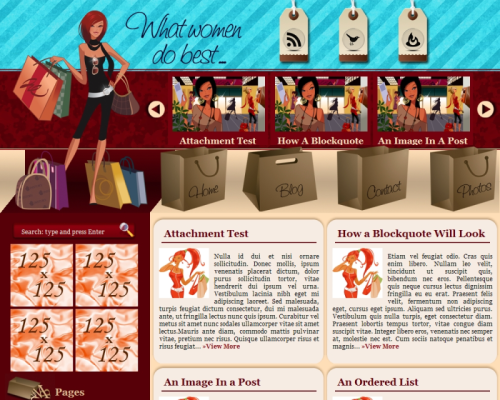 What women
do best...
Attachment Test
How A Blockquote
An Image In A Post
Home
Blog
Contact
Photos
Search: type and press Enter
125
x
125
125
x
125
125
x
125
125
x
125
Pages
Attachment Test
Nulla id dui et nisi ornare
sollicitudin. Donec mollis, ipsum
venenatis placerat dictum, dolor
purus sollicitudin tortor, vitae
hendrerit dui ipsum vel urna.
Vestibulum lacinia nibh eget mi
adipiscing laoreet. Sed malesuada,
turpis feugiat dictum consectetur, dui mi malesuada
ante, ut fringilla lectus nunc quis ipsum. Curabitur vel
metus sit amet nunc sodales ullamcorper vitae sit amet
lectus.Mauris ante diam, commodo mattis pulvinar
vitae, pretium nec risus. Quisque ullamcorper risus et
risus feugiat... »View More
How a Blockquote Will Look
Etiam vel feugiat odio. Cras quis
enim libero. Nullam leo velit,
tincidunt ut suscipit quis,
bibendum nec eros. Pellentesque
quis neque cursus lectus dignissim
fringilla eu eu erat. Praesent felis
velit, fermentum non adipiscing
eget, cursus eget ipsum. Aliquam sed ultricies purus.
Vestibulum quis nulla turpis, eget consectetur diam.
Praesent lobortis tempus tortor, vitae congue diam
suscipit vitae. Integer libero eros, venenatis nec semper
at, molestie nec est. Cum sociis natoque penatibus et
magnis... »View More
An Image In a Post
An Ordered List